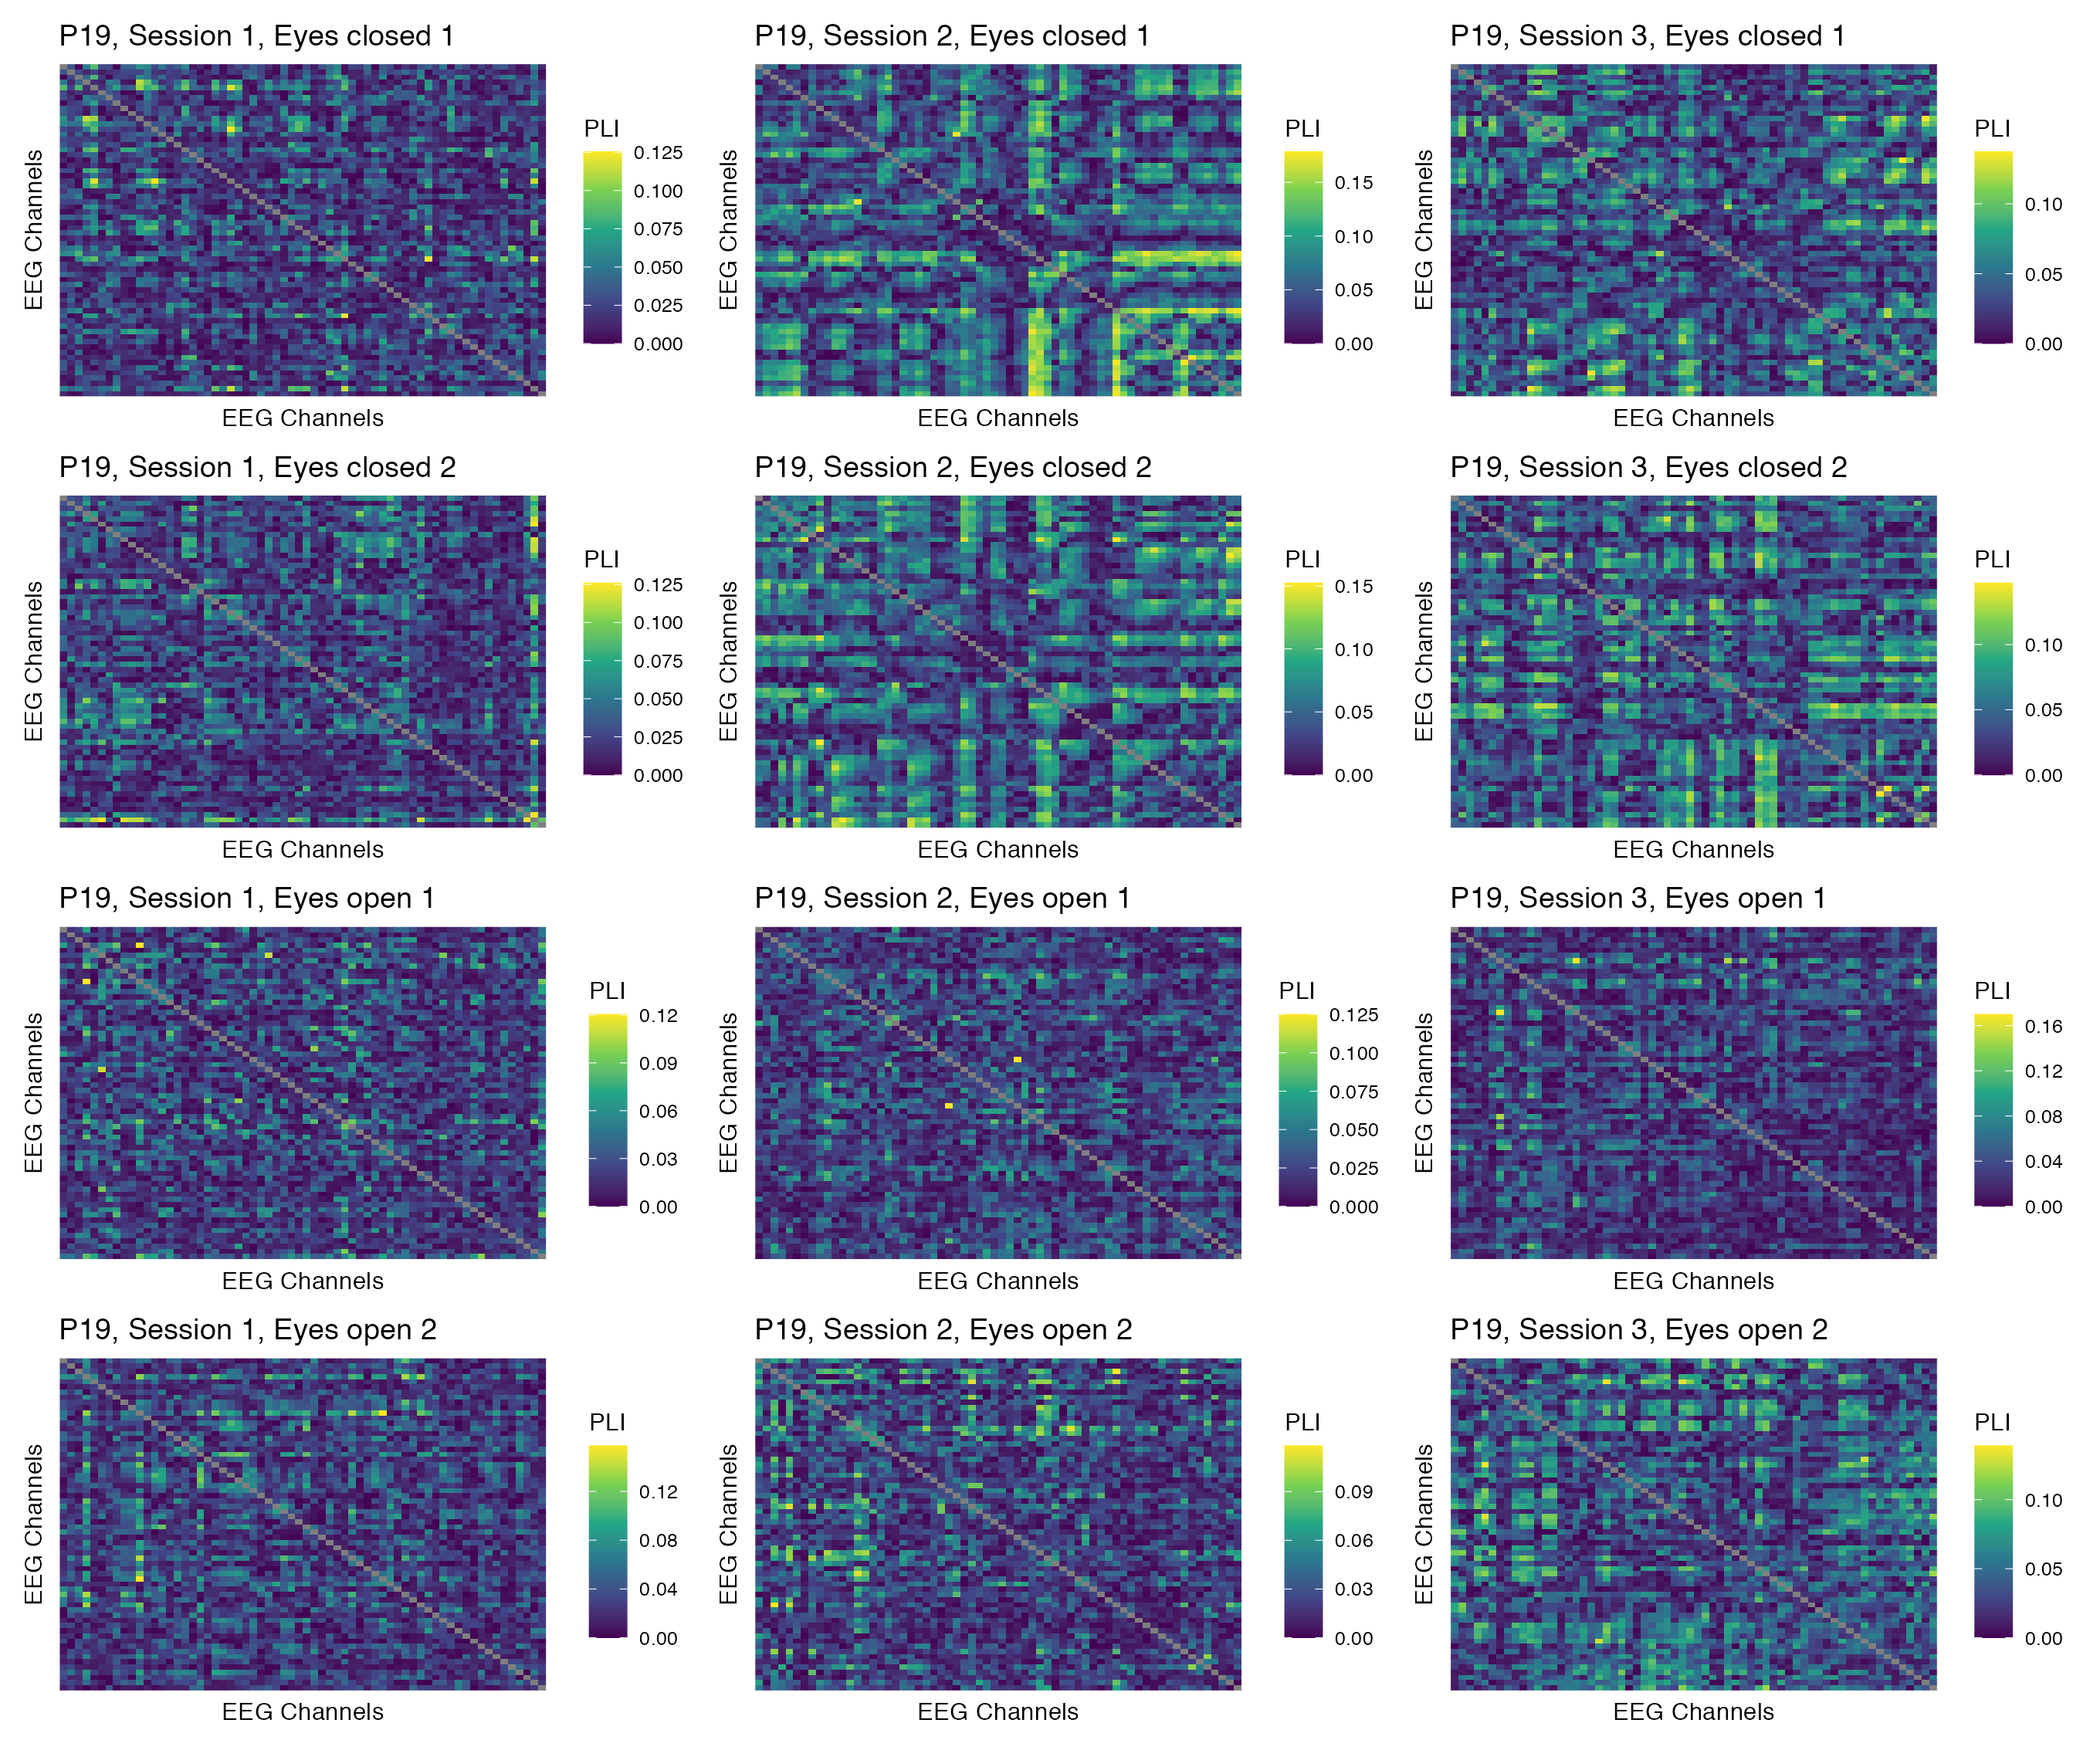 P19, Session 1, Eyes closed 1
EEG Channels
EEG Channels
PLI
0.125
0.100
0.075
0.050
0.025
0.000
P19, Session 2, Eyes closed 1
EEG Channels
EEG Channels
PLI
0.15
0.10
0.05
0.00
P19, Session 3, Eyes closed 1
EEG Channels
EEG Channels
PLI
0.10
0.05
0.00
P19, Session 1, Eyes closed 2
EEG Channels
EEG Channels
PLI
0.125
0.100
0.075
0.050
0.025
0.000
P19, Session 2, Eyes closed 2
EEG Channels
EEG Channels
PLI
0.15
0.10
0.05
0.00
P19, Session 3, Eyes closed 2
EEG Channels
EEG Channels
PLI
0.10
0.05
0.00
P19, Session 1, Eyes open 1
EEG Channels
EEG Channels
PLI
0.12
0.09
0.06
0.03
0.00
P19, Session 2, Eyes open 1
EEG Channels
EEG Channels
PLI
0.125
0.100
0.075
0.050
0.025
0.000
P19, Session 3, Eyes open 1
EEG Channels
EEG Channels
PLI
0.16
0.12
0.08
0.04
0.00
P19, Session 1, Eyes open 2
EEG Channels
EEG Channels
PLI
0.12
0.08
0.04
0.00
P19, Session 2, Eyes open 2
EEG Channels
EEG Channels
PLI
0.09
0.06
0.03
0.00
P19, Session 3, Eyes open 2
EEG Channels
EEG Channels
PLI
0.10
0.05
0.00